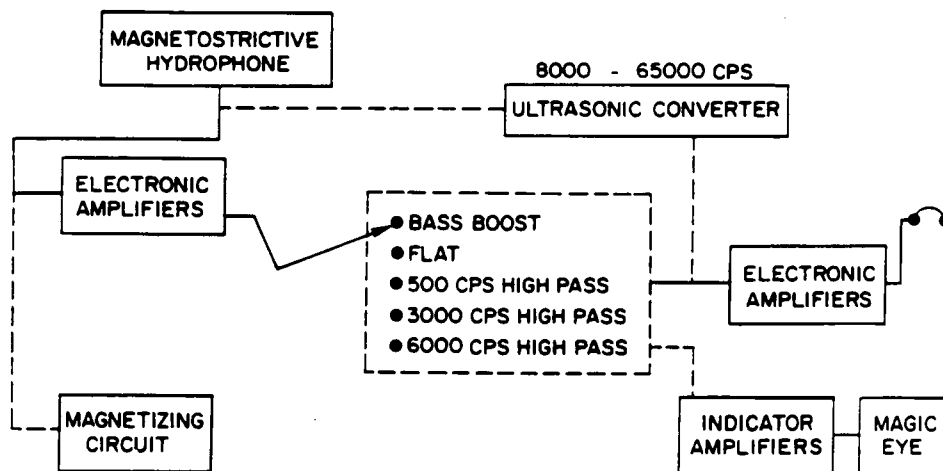 MAGNETOSTRICTIVE
HYDROPHONE
8000 - 65000 CPS
ULTRASONIC CONVERTER
ELECTRONIC
AMPLIFIERS
BASS BOOST
FLAT
500 CPS HIGH PASS
3000 CPS HIGH PASS
6000 CPS HIGH PASS
ELECTRONIC
AMPLIFIERS
MAGNETIZING
CIRCUIT
INDICATOR
AMPLIFIERS
MAGIC
EYE